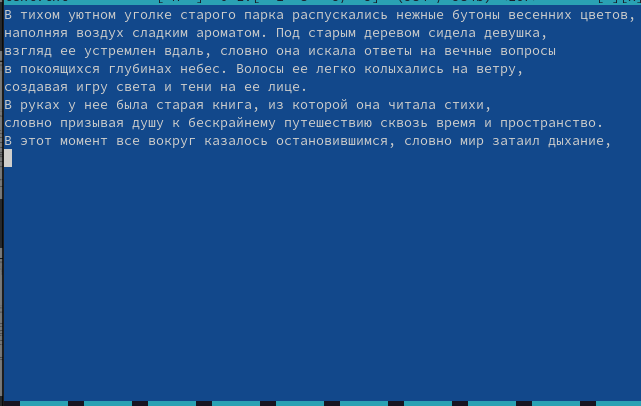 В тихом уютном уголке старого парка распускались нежные бутоны весенних цветов,
наполняя воздух сладким ароматом. Под старым деревом сидела девушка,
взгляд ее устремлен вдаль, словно она искала ответы на вечные вопросы
в покоящихся глубинах небес. Волосы ее легко колыхались на ветру,
создавая игру света и тени на ее лице.
В руках у нее была старая книга, из которой она читала стихи,
словно призывая душу к бескрайнему путешествию сквозь время и пространство.
В этот момент все вокруг казалось остановившимся, словно мир затаил дыхание,